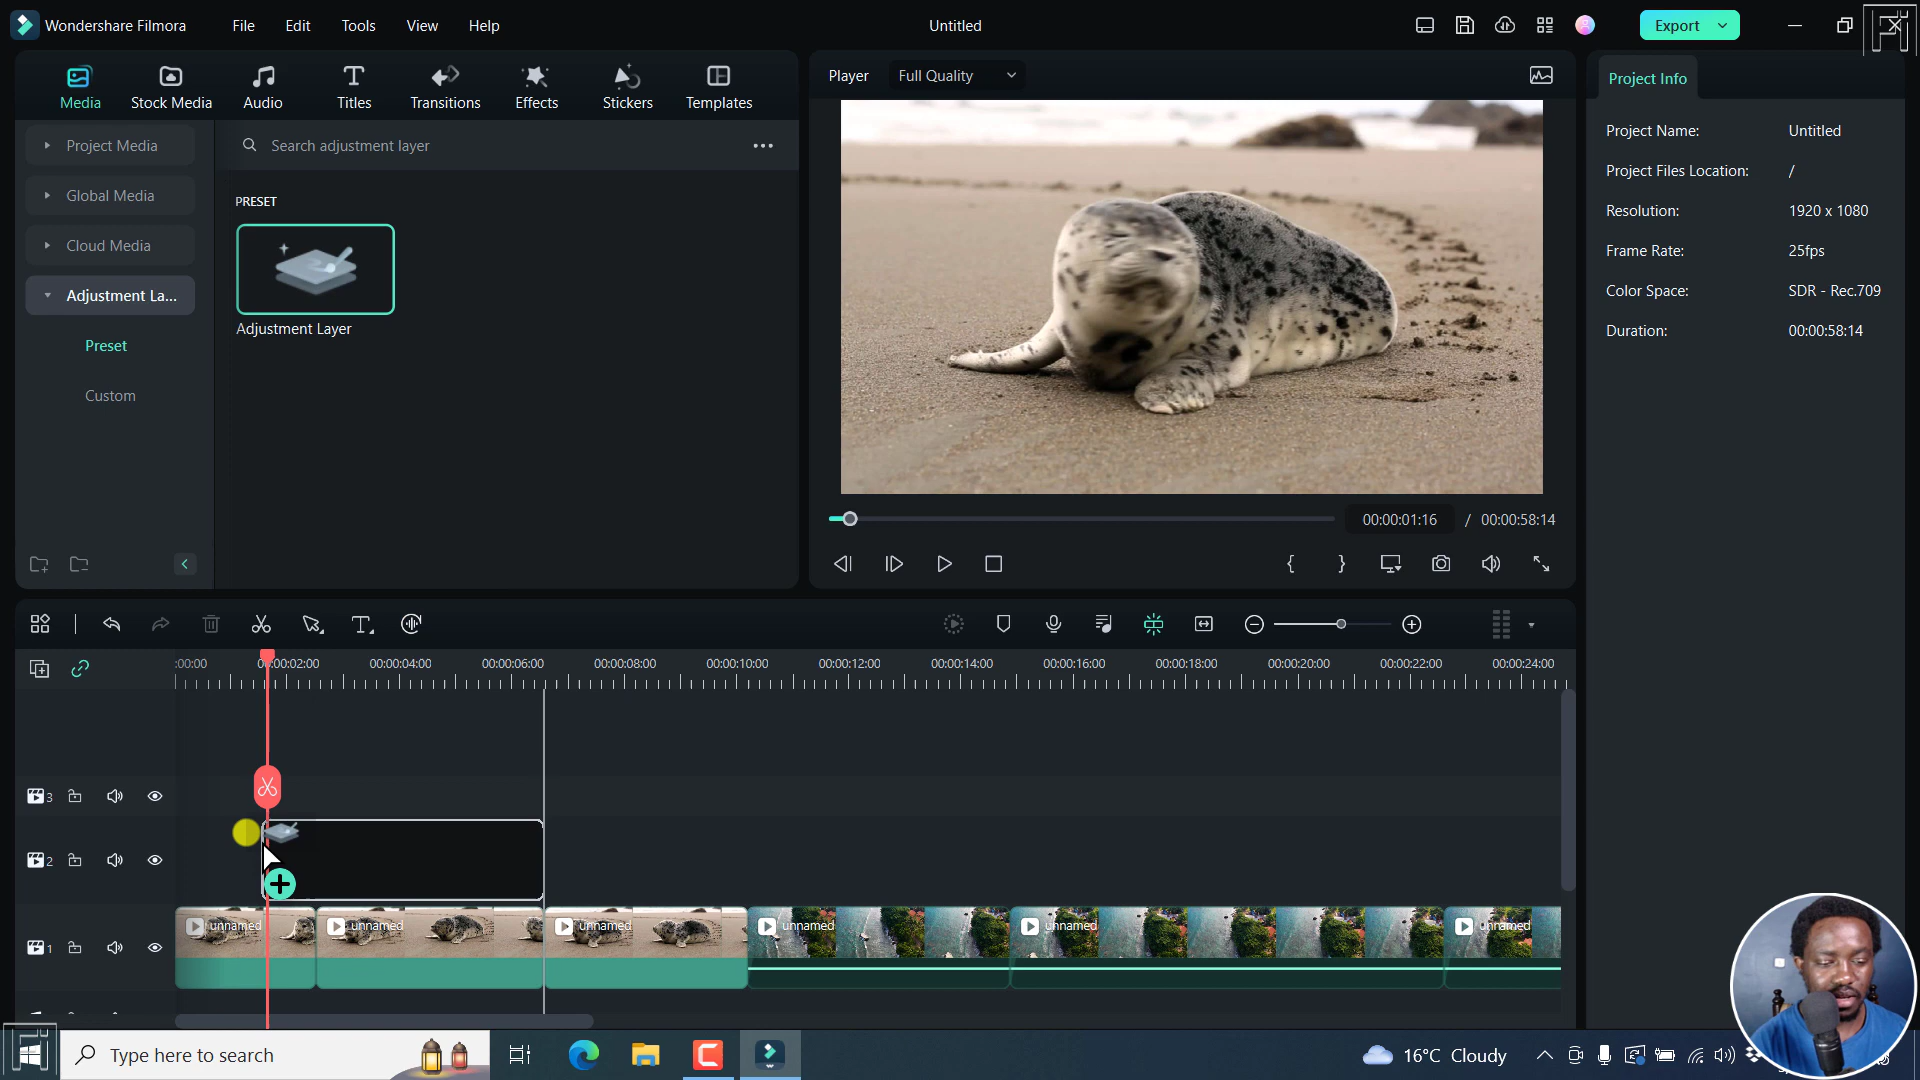 Wondershare Filmora File Edit Tools View Help Untitled Export
Media Stock Media Audio Titles Transitions Effects Stickers Templates
Player Full Quality
Project Info
Project Media
Global Media
Cloud Media
Adjustment La...
Preset
Custom
Search adjustment layer
PRESET
Adjustment Layer
00:00:01:16 / 00:00:58:14
Project Name: Untitled
Project Files Location: /
Resolution: 1920 x 1080
Frame Rate: 25fps
Color Space: SDR - Rec.709
Duration: 00:00:58:14
:00:00 00:00:02:00 00:00:04:00 00:00:06:00 00:00:08:00 00:00:10:00 00:00:12:00 00:00:14:00 00:00:16:00 00:00:18:00 00:00:20:00 00:00:22:00 00:00:24:00
3
2
1
unnamed unnamed unnamed unnamed unnamed unnamed
Type here to search
16°C Cloudy